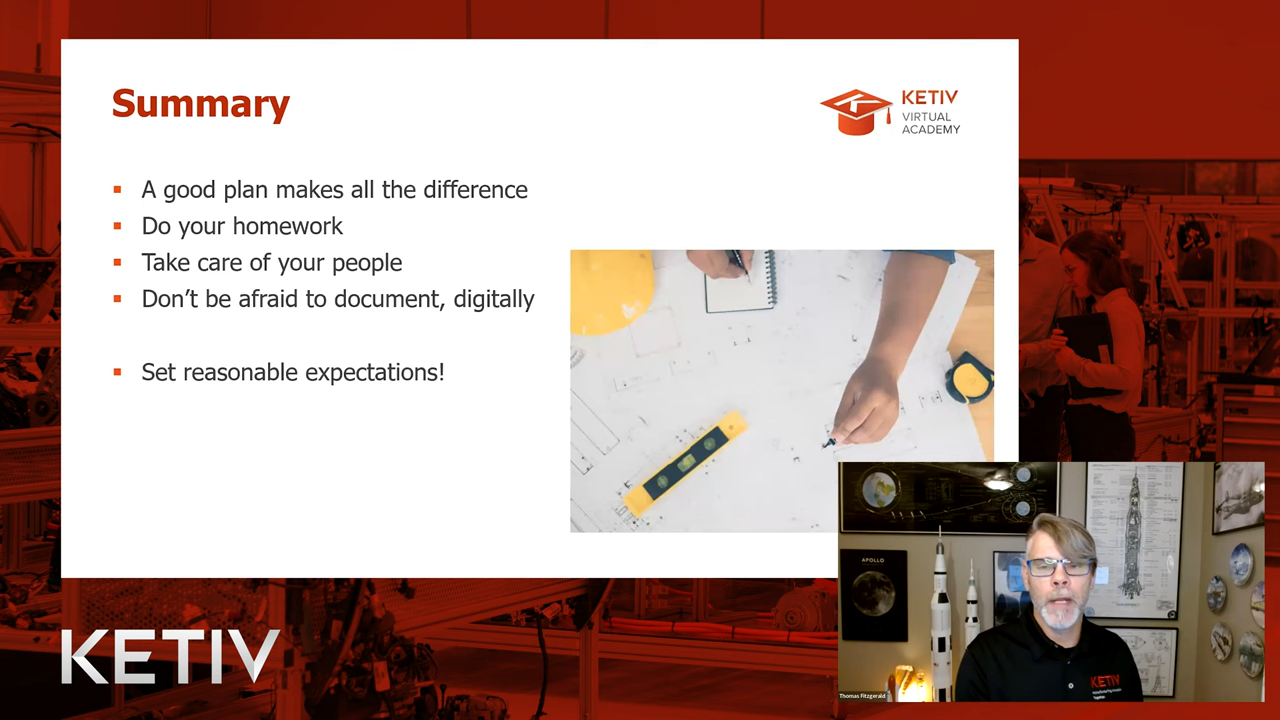 Summary
KETIV
VIRTUAL
ACADEMY
A good plan makes all the difference
Do your homework
Take care of your people
Don’t be afraid to document, digitally
Set reasonable expectations!
APOLLO
KETIV
Together
Thomas Fitzgerald
KETIV